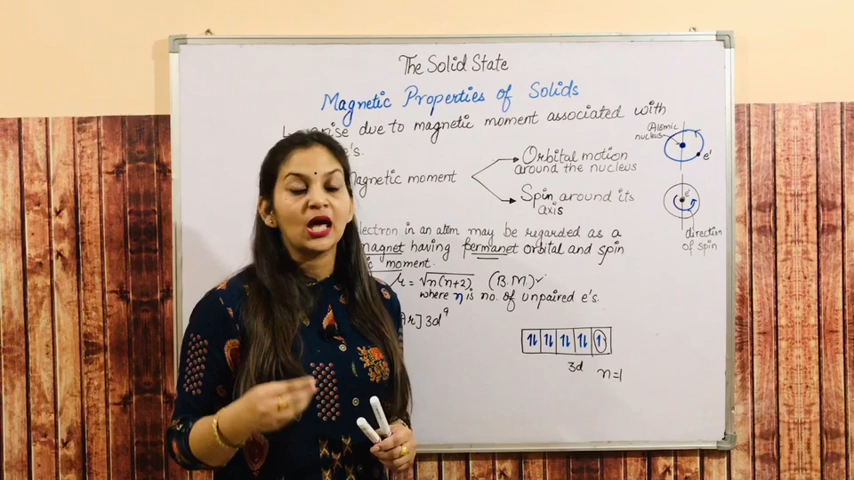 The Solid State
Magnetic Properties of Solids
arise due to magnetic moment associated with
e's.
Magnetic moment
Orbital motion
around the nucleus
Spin around its
axis
Atomic
nucleus
e'
e
direction
of spin
electron in an atom may be regarded as a
magnet having permanet orbital and spin
moment.
μ = √n(n+2) (B.M.)
where n is no. of unpaired e's.
Ar] 3d⁹
3d
n=1